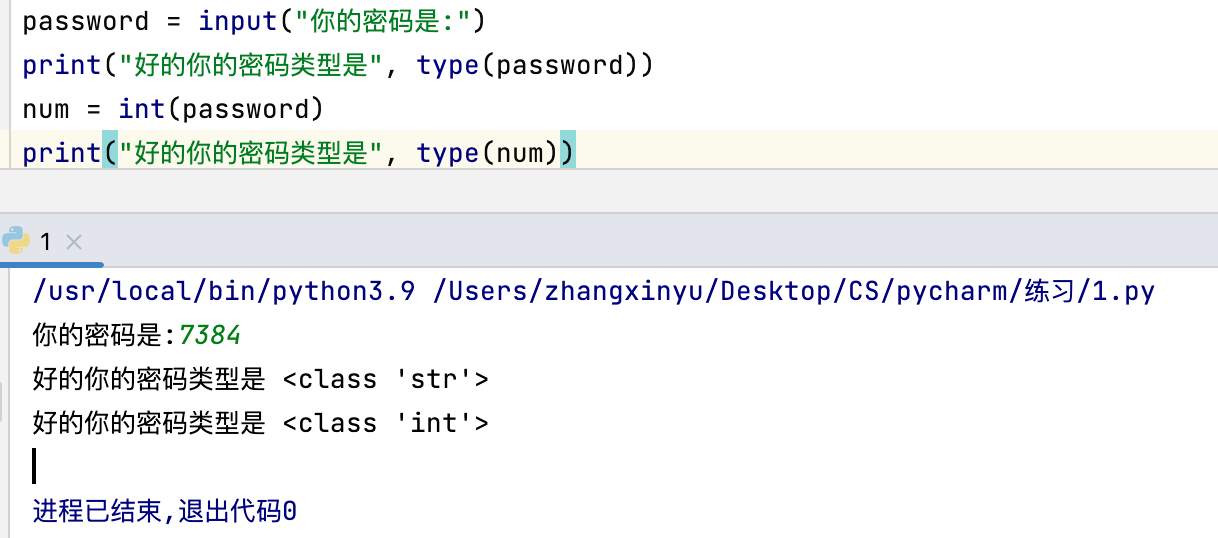 password = input("你的密码是:")
print("好的你的密码类型是", type(password))
num = int(password)
print("好的你的密码类型是", type(num))
1
/usr/local/bin/python3.9 /Users/zhangxinyu/Desktop/CS/pycharm/练习/1.py
你的密码是:7384
好的你的密码类型是 <class 'str'>
好的你的密码类型是 <class 'int'>
进程已结束,退出代码0